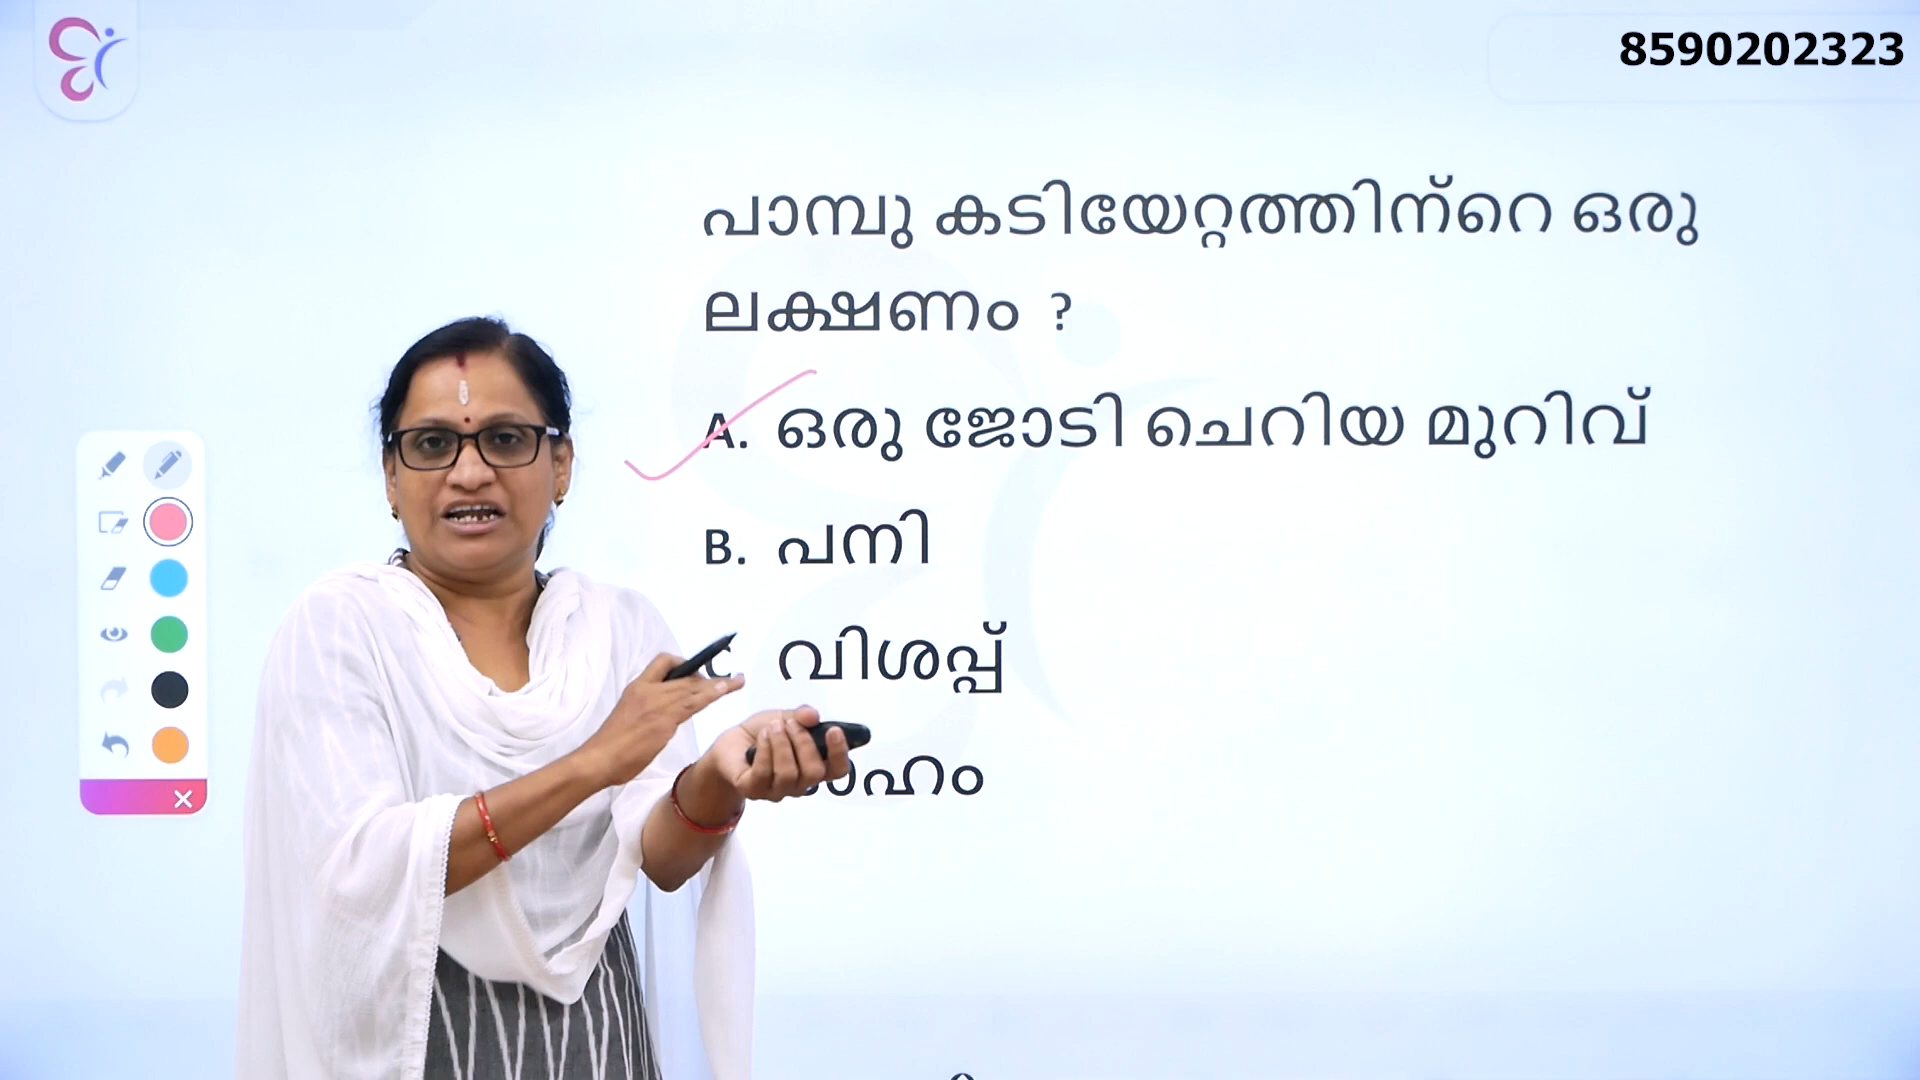 8590202323
പാമ്പു കടിയേറ്റത്തിന്റെ ഒരു
ലക്ഷണം ?
A. ഒരു ജോടി ചെറിയ മുറിവ്
B. പനി
C. വിശപ്പ്